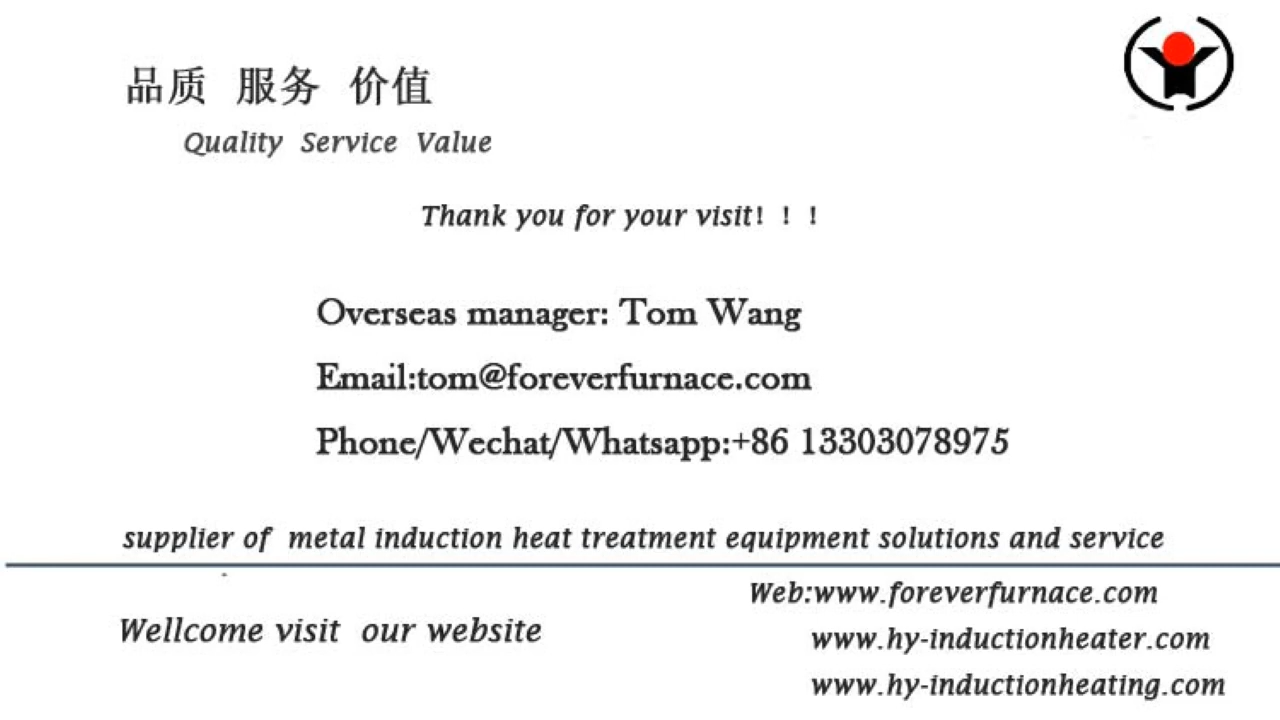 品质 服务 价值
Quality Service Value
Thank you for your visit！！！
Overseas manager: Tom Wang
Email:tom@foreverfurnace.com
Phone/Wechat/Whatsapp:+86 13303078975
supplier of metal induction heat treatment equipment solutions and service
Web:www.foreverfurnace.com
Wellcome visit our website
www.hy-inductionheater.com
www.hy-inductionheating.com